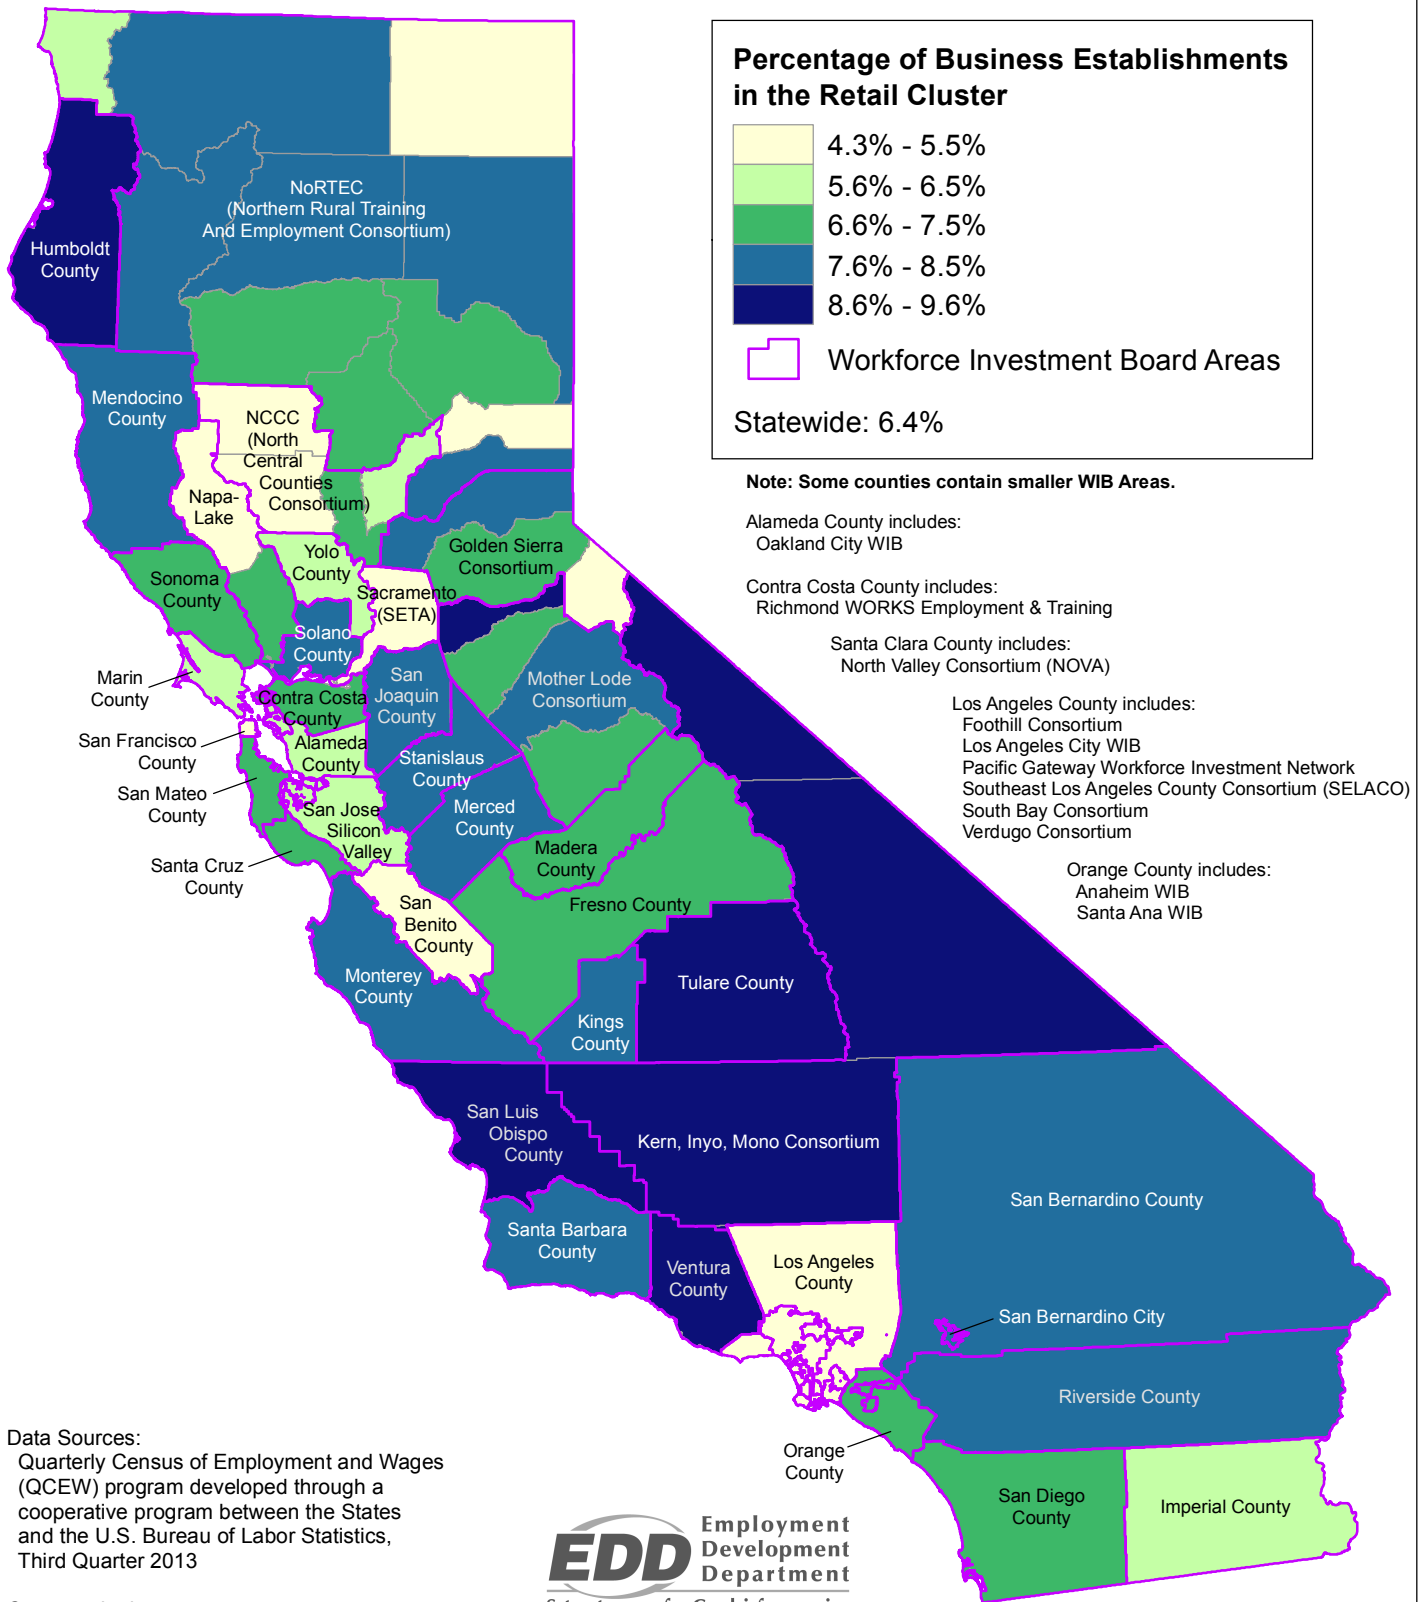 Percentage of Business Establishments
in the Retail Cluster
4.3% - 5.5%
5.6% - 6.5%
6.6% - 7.5%
7.6% - 8.5%
8.6% - 9.6%
Workforce Investment Board Areas
Statewide: 6.4%
Note: Some counties contain smaller WIB Areas.
Alameda County includes:
Oakland City WIB
Contra Costa County includes:
Richmond WORKS Employment & Training
Santa Clara County includes:
North Valley Consortium (NOVA)
Los Angeles County includes:
Foothill Consortium
Los Angeles City WIB
Pacific Gateway Workforce Investment Network
Southeast Los Angeles County Consortium (SELACO)
South Bay Consortium
Verdugo Consortium
Orange County includes:
Anaheim WIB
Santa Ana WIB
NoRTEC
(Northern Rural Training
And Employment Consortium)
Humboldt
County
Mendocino
County
NCCC
(North
Central
Counties
Consortium)
Napa-
Lake
Yolo
County
Golden Sierra
Consortium
Sonoma
County
Sacramento
(SETA)
Solano
County
Marin
County
Contra Costa
County
San
Joaquin
County
Mother Lode
Consortium
San Francisco
County
Alameda
County
Stanislaus
County
San Mateo
County
San Jose
Silicon
Valley
Merced
County
Santa Cruz
County
Madera
County
San
Benito
County
Fresno County
Monterey
County
Kings
County
Tulare County
San Luis
Obispo
County
Kern, Inyo, Mono Consortium
Santa Barbara
County
Ventura
County
Los Angeles
County
San Bernardino County
San Bernardino City
Riverside County
Orange
County
San Diego
County
Imperial County
Data Sources:
Quarterly Census of Employment and Wages
(QCEW) program developed through a
cooperative program between the States
and the U.S. Bureau of Labor Statistics,
Third Quarter 2013
EDD
Employment
Development
Department